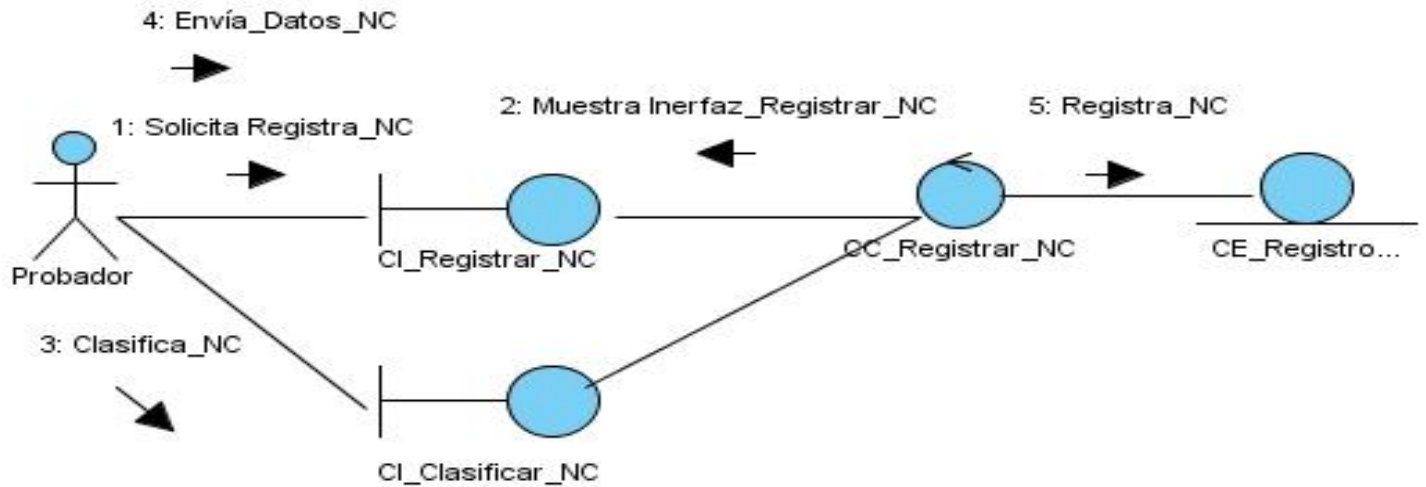 4: Envía_Datos_NC
1: Solicita Registra_NC
2: Muestra Inerfaz_Registrar_NC
5: Registra_NC
Probador
CI_Registrar_NC
CC_Registrar_NC
CE_Registro...
3: Clasifica_NC
CI_Clasificar_NC